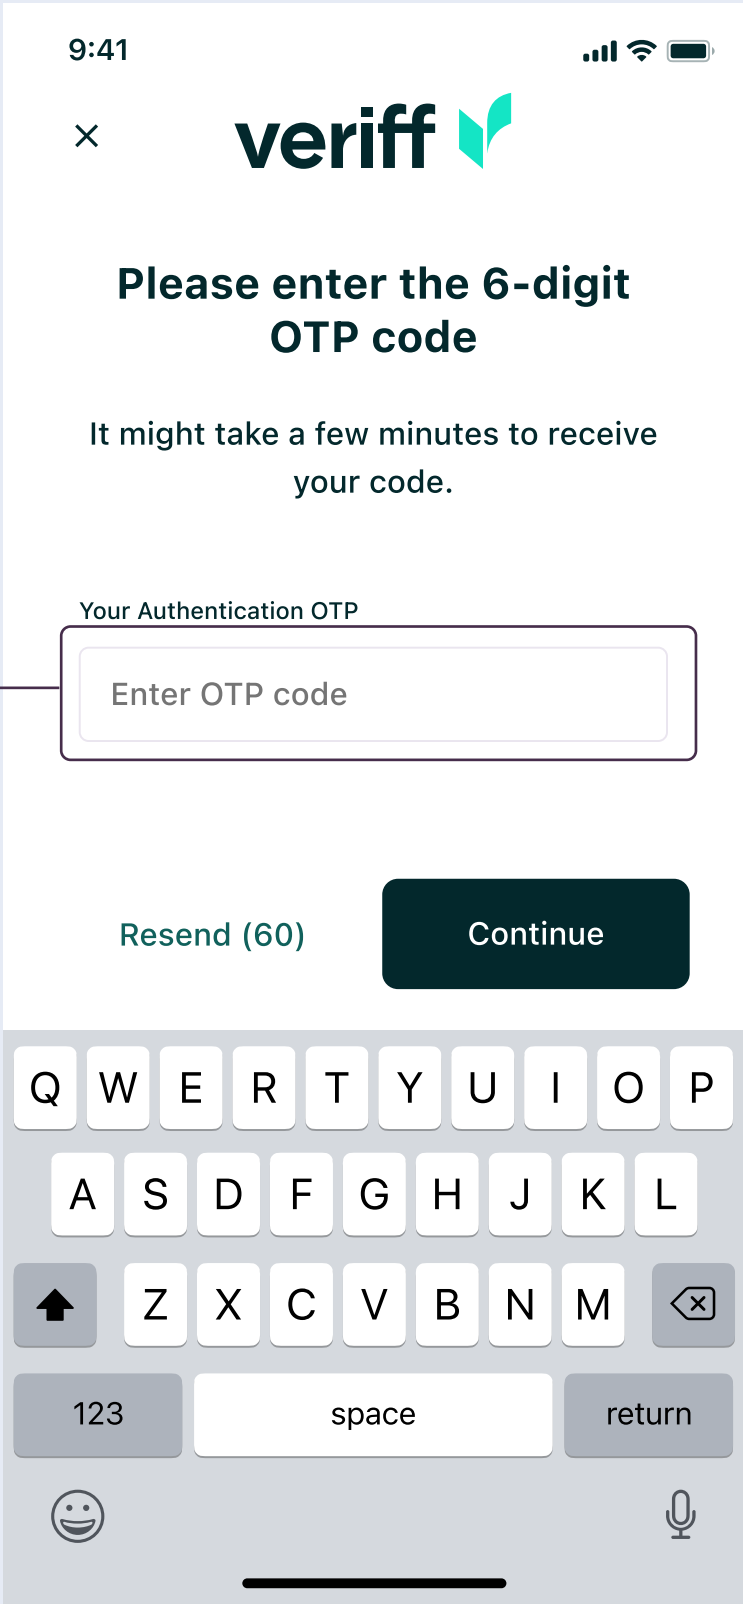 9:41
veriff
Please enter the 6-digit
OTP code
It might take a few minutes to receive
your code.
Your Authentication OTP
Enter OTP code
Resend (60)
Continue
Q W E R T Y U I O P
A S D F G H J K L
Z X C V B N M
123 space return